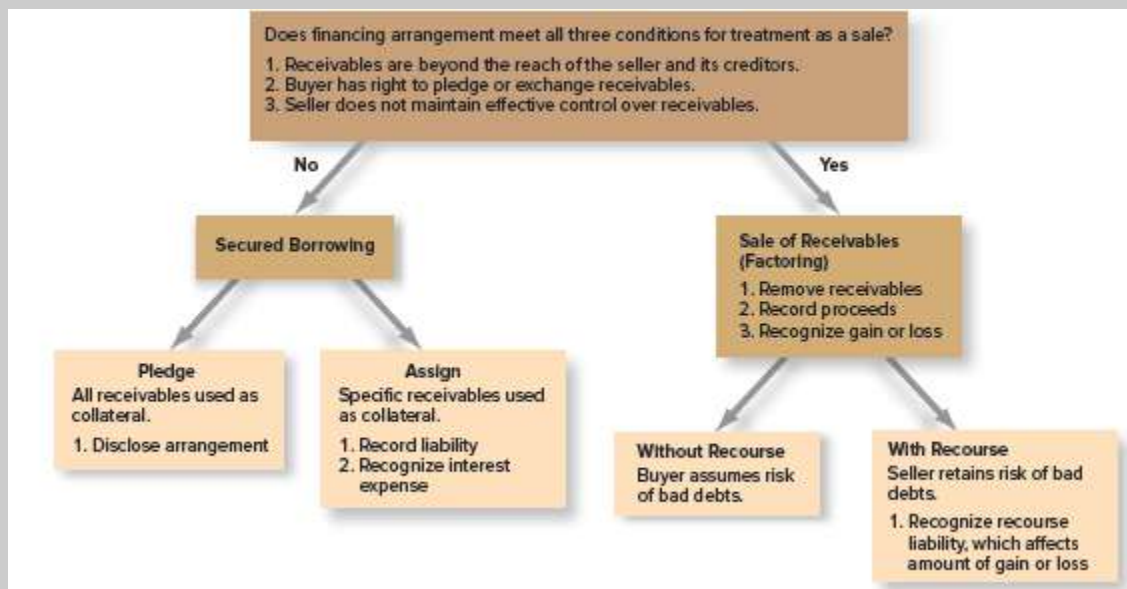 Does financing arrangement meet all three conditions for treatment as a sale?
1. Receivables are beyond the reach of the seller and its creditors.
2. Buyer has right to pledge or exchange receivables.
3. Seller does not maintain effective control over receivables.
No
Yes
Secured Borrowing
Sale of Receivables
(Factoring)
1. Remove receivables
2. Record proceeds
3. Recognize gain or loss
Pledge
All receivables used as
collateral.
1. Disclose arrangement
Assign
Specific receivables used
as collateral.
1. Record liability
2. Recognize interest
expense
Without Recourse
Buyer assumes risk
of bad debts.
With Recourse
Seller retains risk of bad
debts.
1. Recognize recourse
liability, which affects
amount of gain or loss